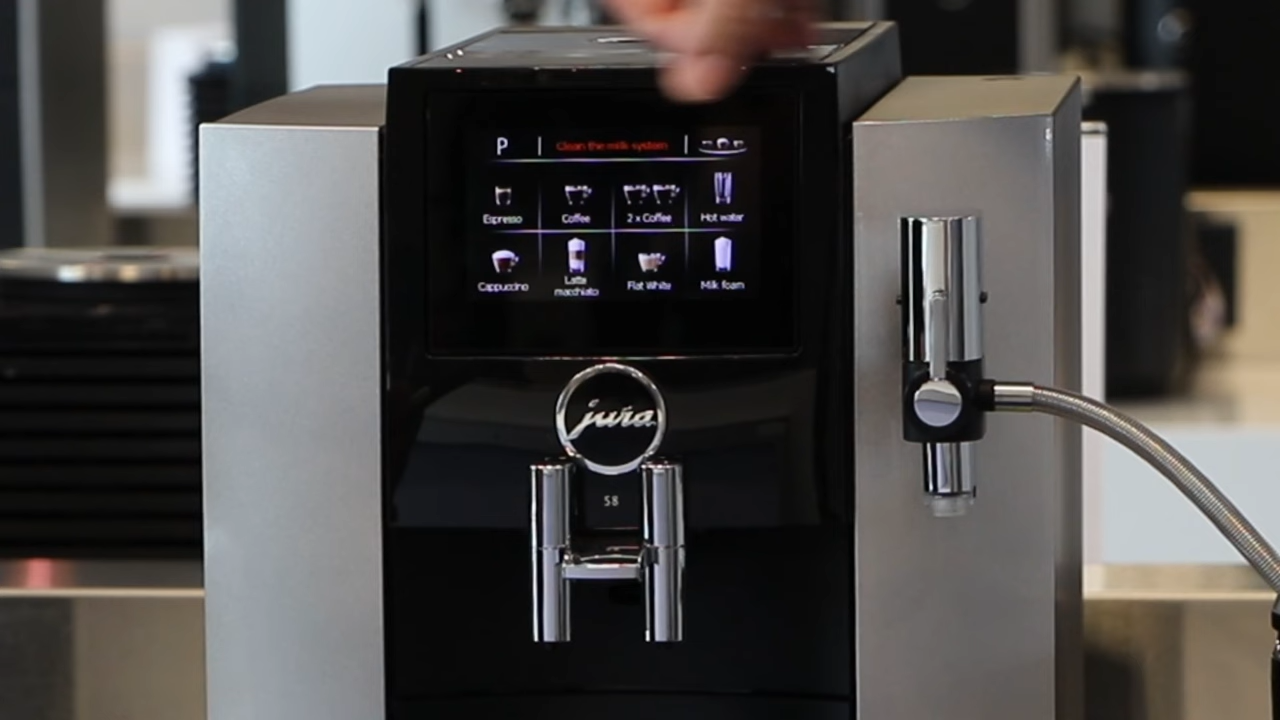 P Clean the milk system
Espresso Coffee 2 x Coffee Hot water
Cappuccino Latte macchiato Flat White Milk foam
jura
S8